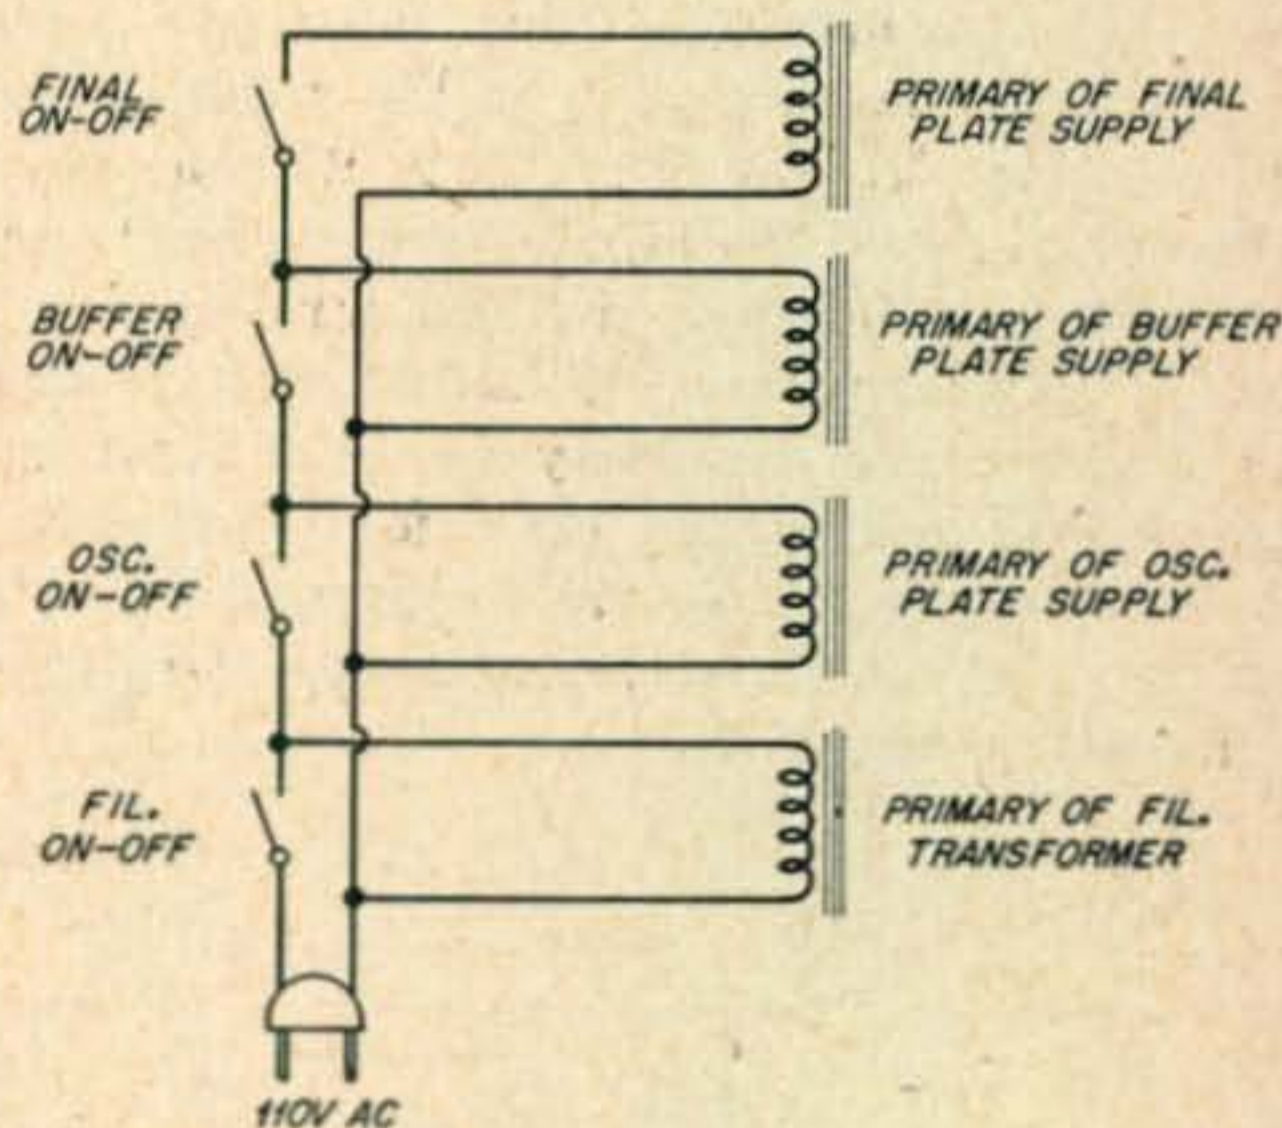 FINAL
ON-OFF
PRIMARY OF FINAL
PLATE SUPPLY
BUFFER
ON-OFF
PRIMARY OF BUFFER
PLATE SUPPLY
OSC.
ON-OFF
PRIMARY OF OSC.
PLATE SUPPLY
FIL.
ON-OFF
PRIMARY OF FIL.
TRANSFORMER
110V AC